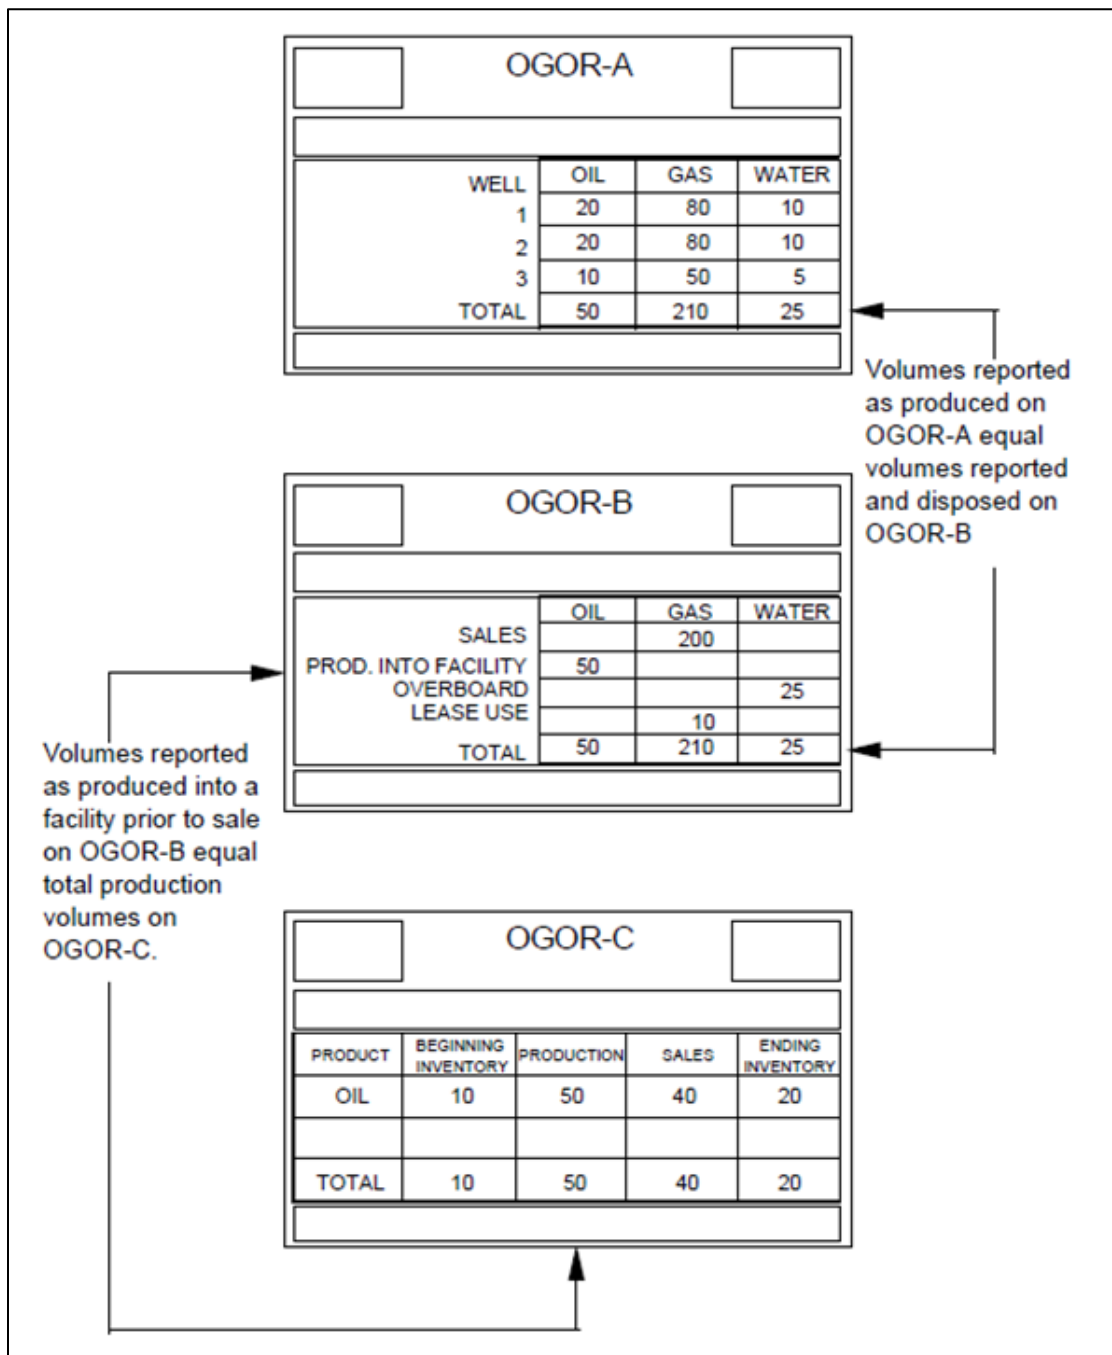 OGOR-A
WELL OIL GAS WATER
1 20 80 10
2 20 80 10
3 10 50 5
TOTAL 50 210 25
Volumes reported
as produced on
OGOR-A equal
volumes reported
and disposed on
OGOR-B
OGOR-B
OIL GAS WATER
SALES 200
PROD. INTO FACILITY 50
OVERBOARD 25
LEASE USE 10
TOTAL 50 210 25
Volumes reported
as produced into a
facility prior to sale
on OGOR-B equal
total production
volumes on
OGOR-C.
OGOR-C
PRODUCT BEGINNING INVENTORY PRODUCTION SALES ENDING INVENTORY
OIL 10 50 40 20
TOTAL 10 50 40 20